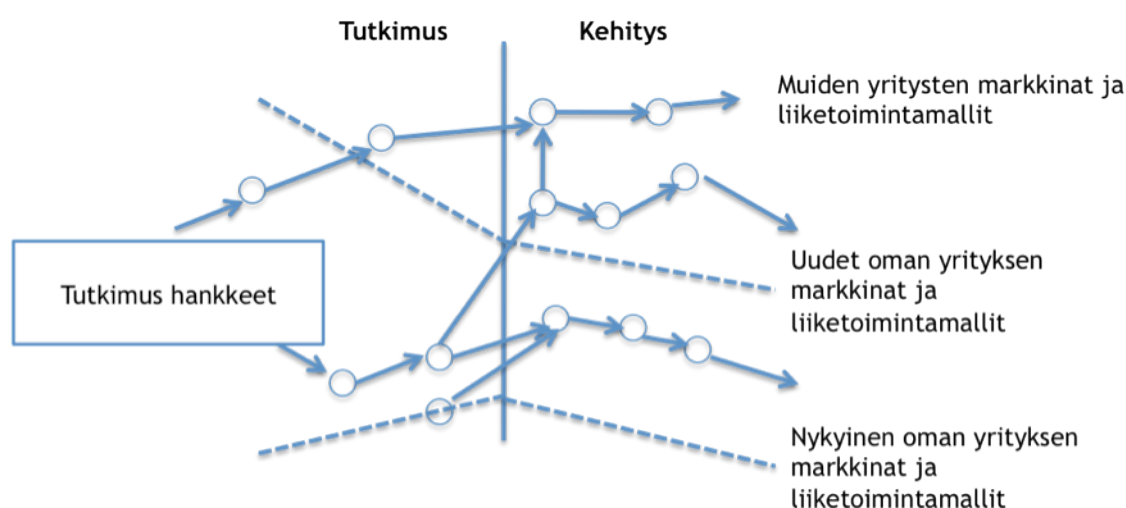 Tutkimus
Kehitys
Muiden yritysten markkinat ja
liiketoimintamallit
Tutkimus hankkeet
Uudet oman yrityksen
markkinat ja
liiketoimintamallit
Nykyinen oman yrityksen
markkinat ja
liiketoimintamallit